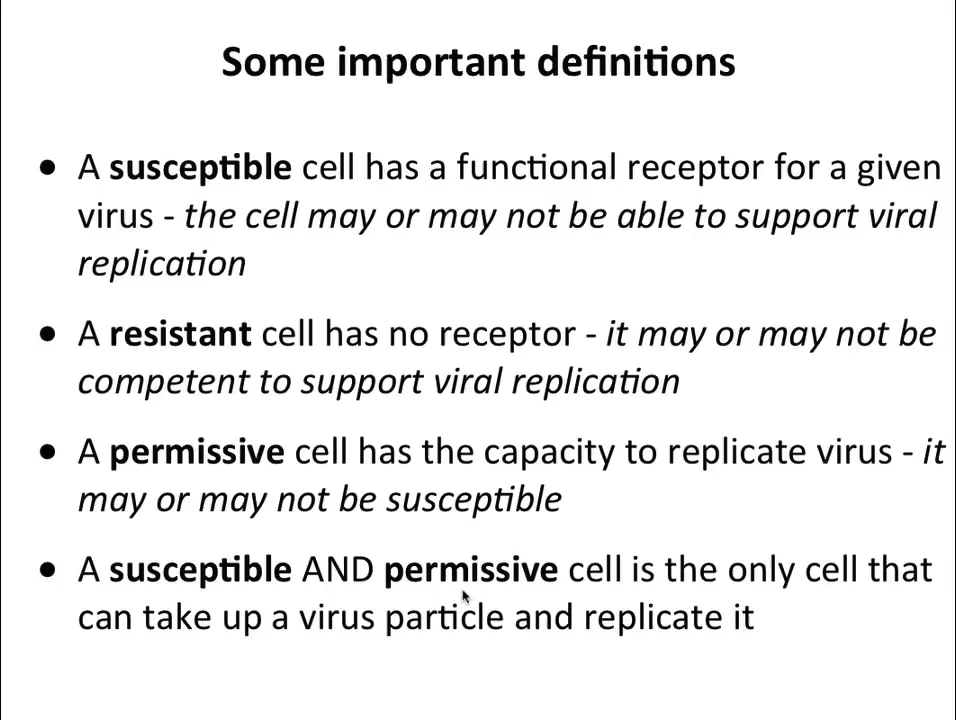 Some important definitions
• A susceptible cell has a functional receptor for a given
virus - the cell may or may not be able to support viral
replication
• A resistant cell has no receptor - it may or may not be
competent to support viral replication
• A permissive cell has the capacity to replicate virus - it
may or may not be susceptible
• A susceptible AND permissive cell is the only cell that
can take up a virus particle and replicate it